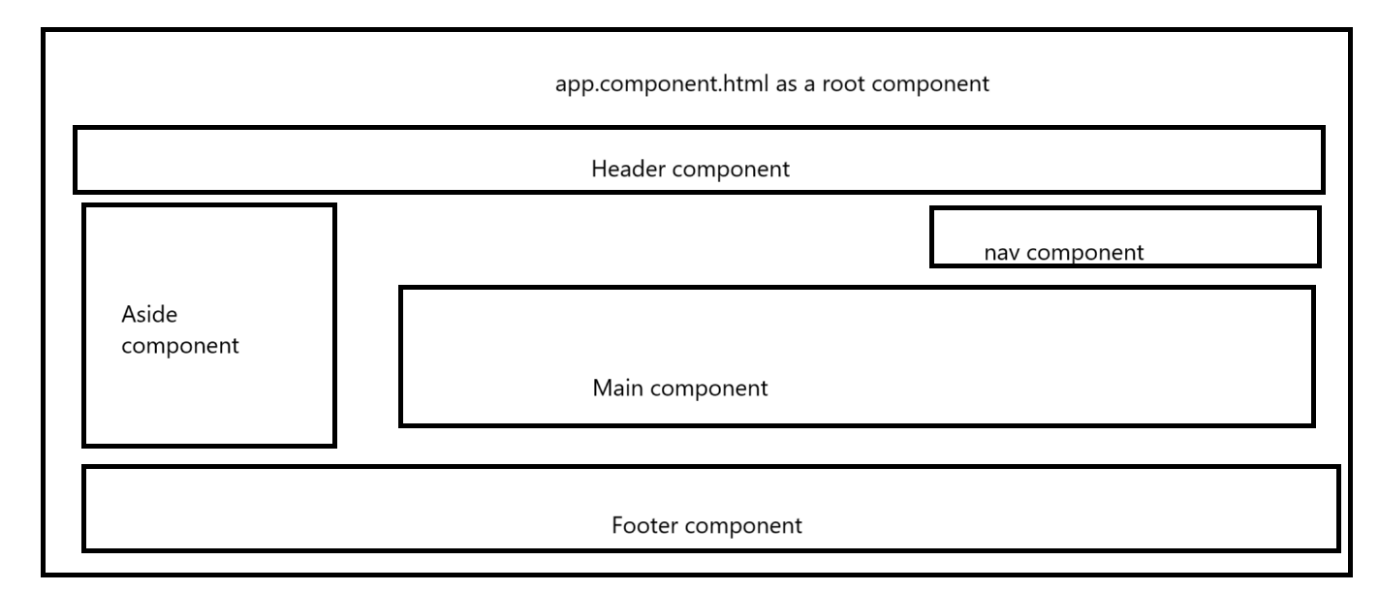 app.component.html as a root component
Header component
nav component
Aside
component
Main component
Footer component